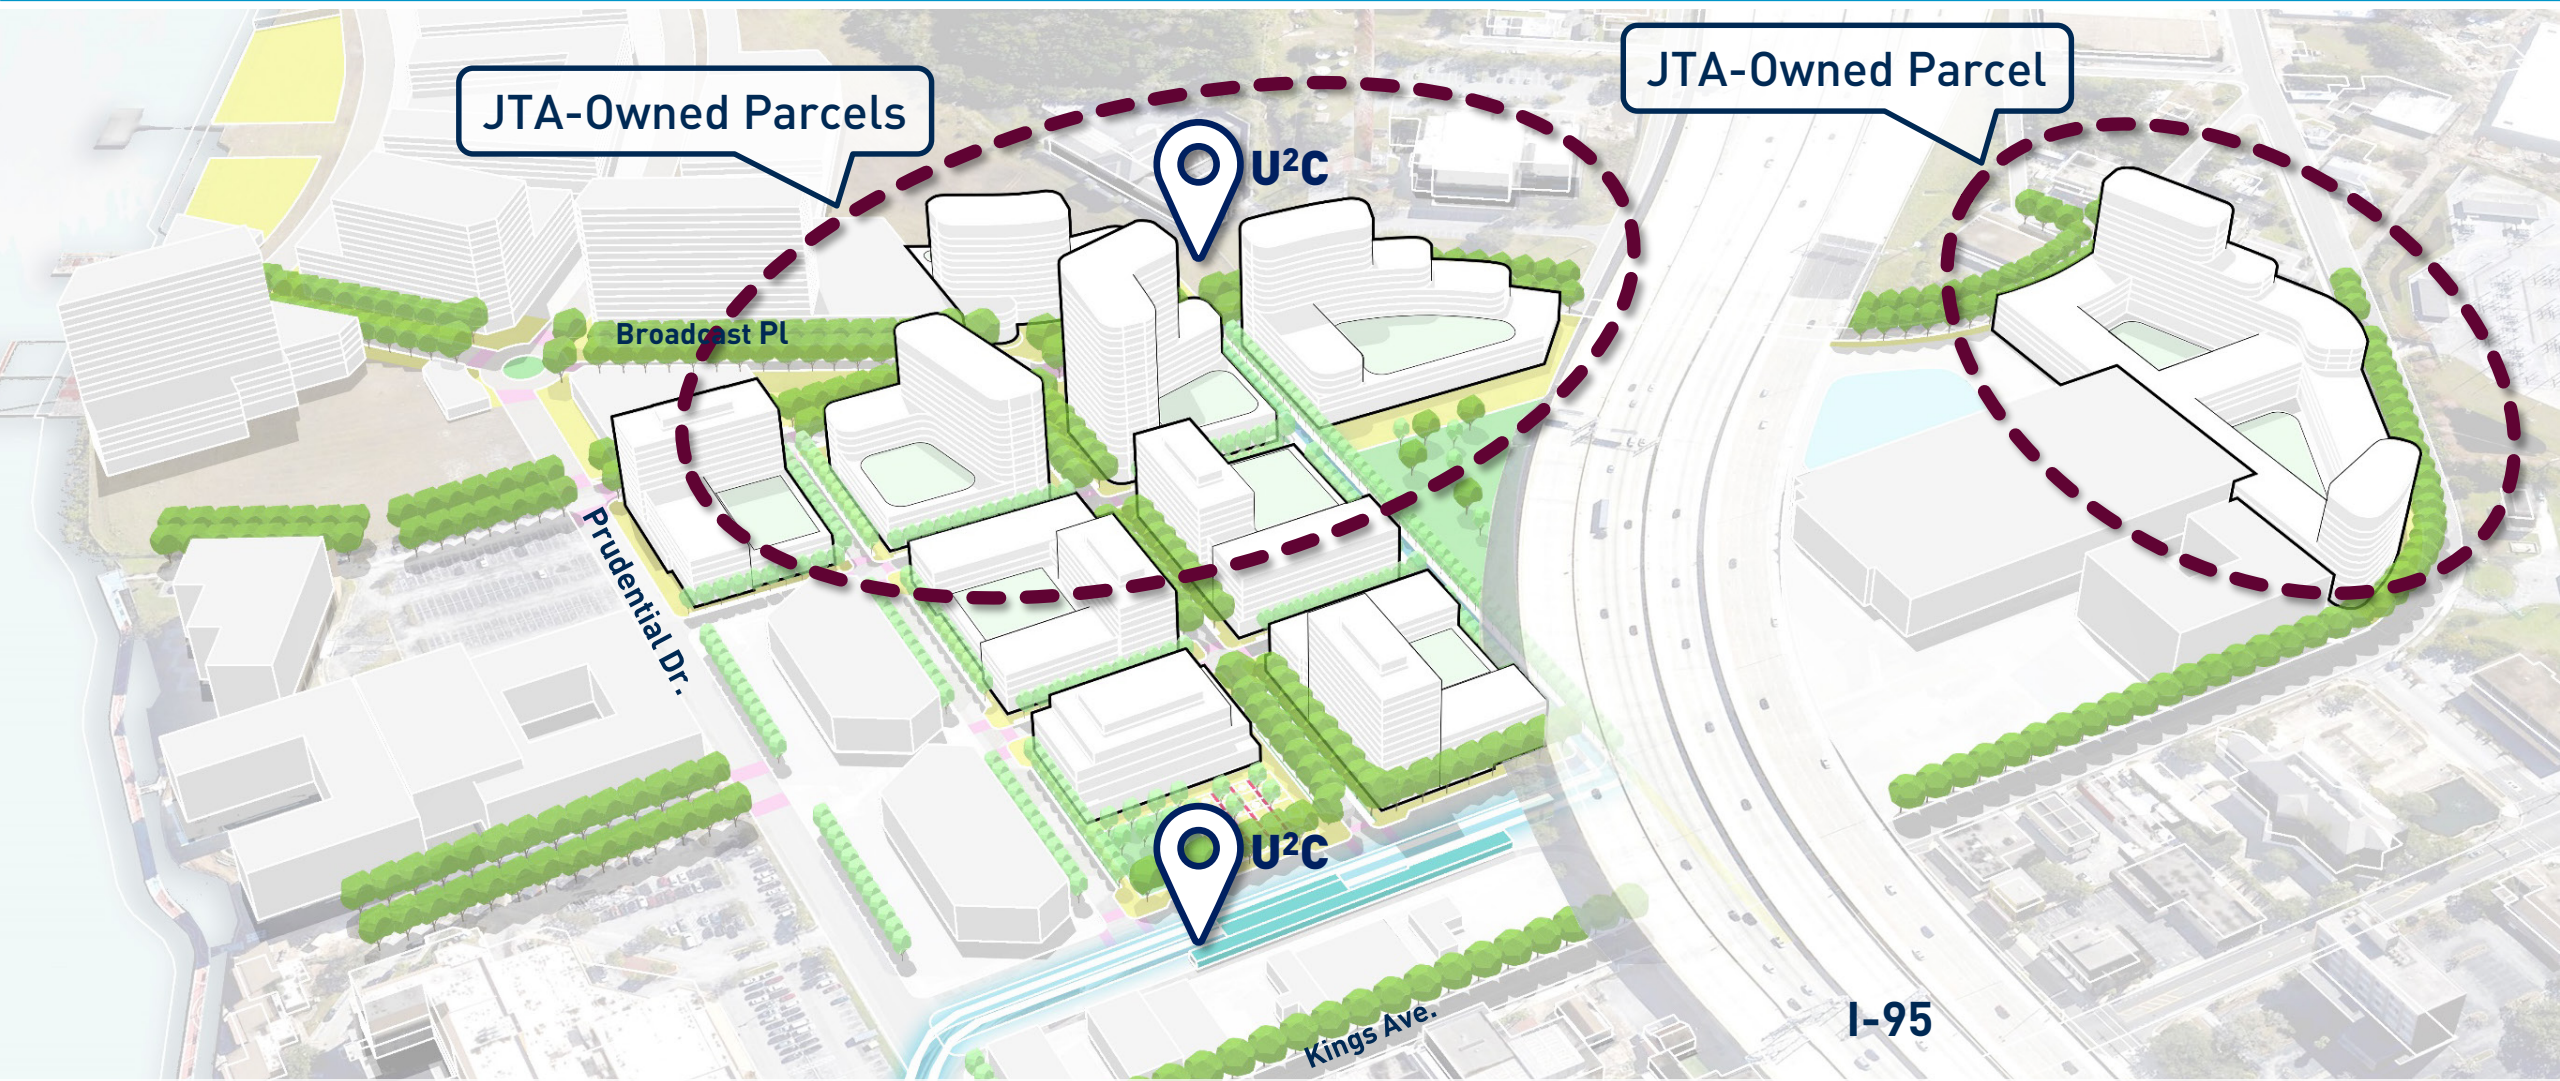 JTA-Owned Parcel
JTA-Owned Parcels
U²C
Broadcast Pl
Prudential Dr.
U²C
I-95
Kings Ave.